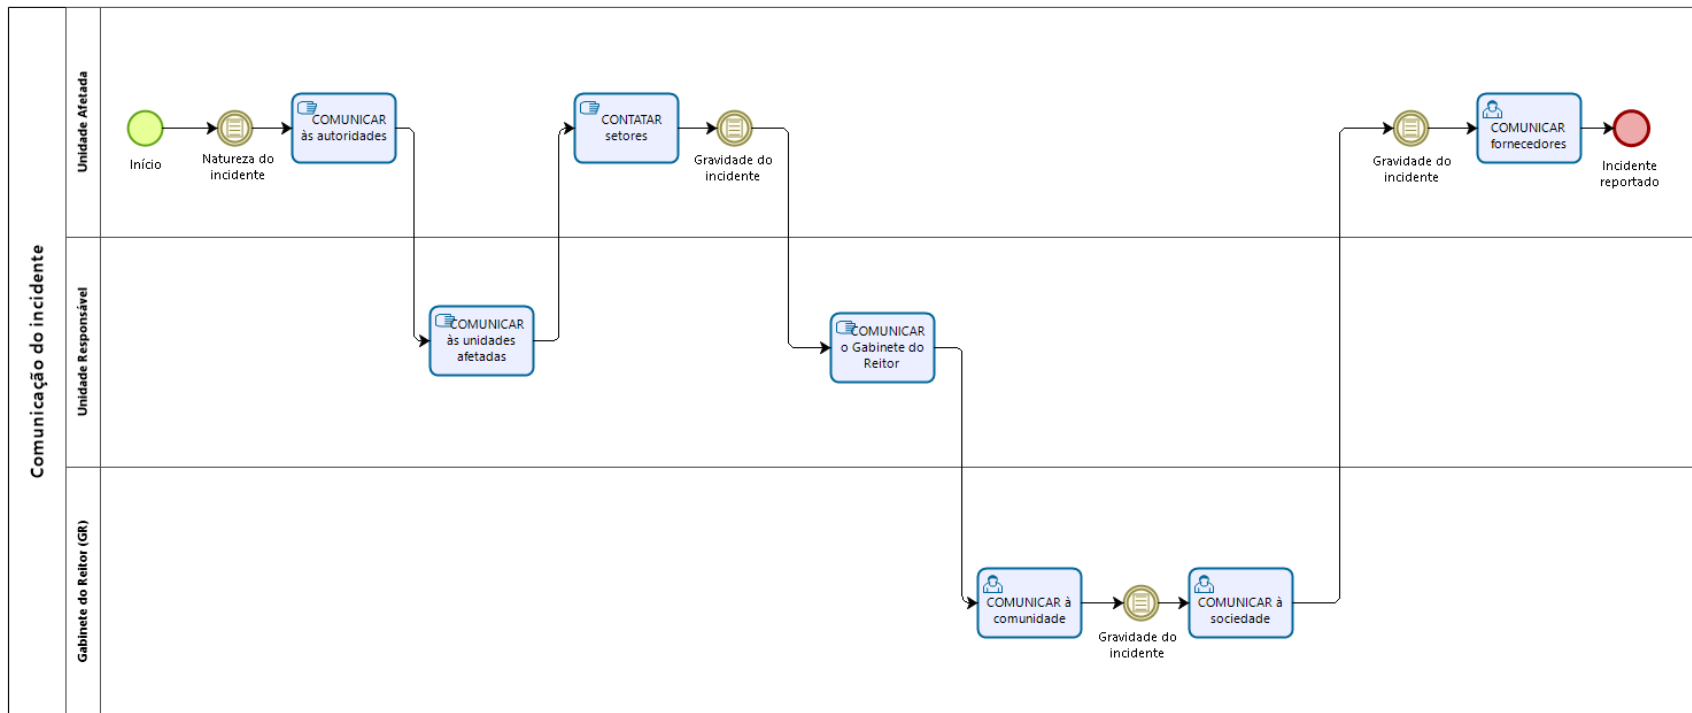 Comunicação do incidente
Unidade Afetada
Início
Natureza do
incidente
COMUNICAR
às autoridades
CONTATAR
setores
Gravidade do
incidente
Gravidade do
incidente
COMUNICAR
fornecedores
Incidente
reportado
Unidade Responsável
COMUNICAR
às unidades
afetadas
COMUNICAR
o Gabinete do
Reitor
Gabinete do Reitor (GR)
COMUNICAR à
comunidade
Gravidade do
incidente
COMUNICAR à
sociedade